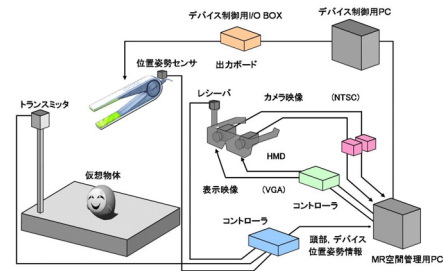 デバイス制御用I/O BOX
デバイス制御用PC
位置姿勢センサ
出力ボード
トランスミッタ
レシーバ
カメラ映像
(NTSC)
仮想物体
HMD
表示映像
(VGA)
コントローラ
コントローラ
頭部，デバイス
位置姿勢情報
MR空間管理用PC